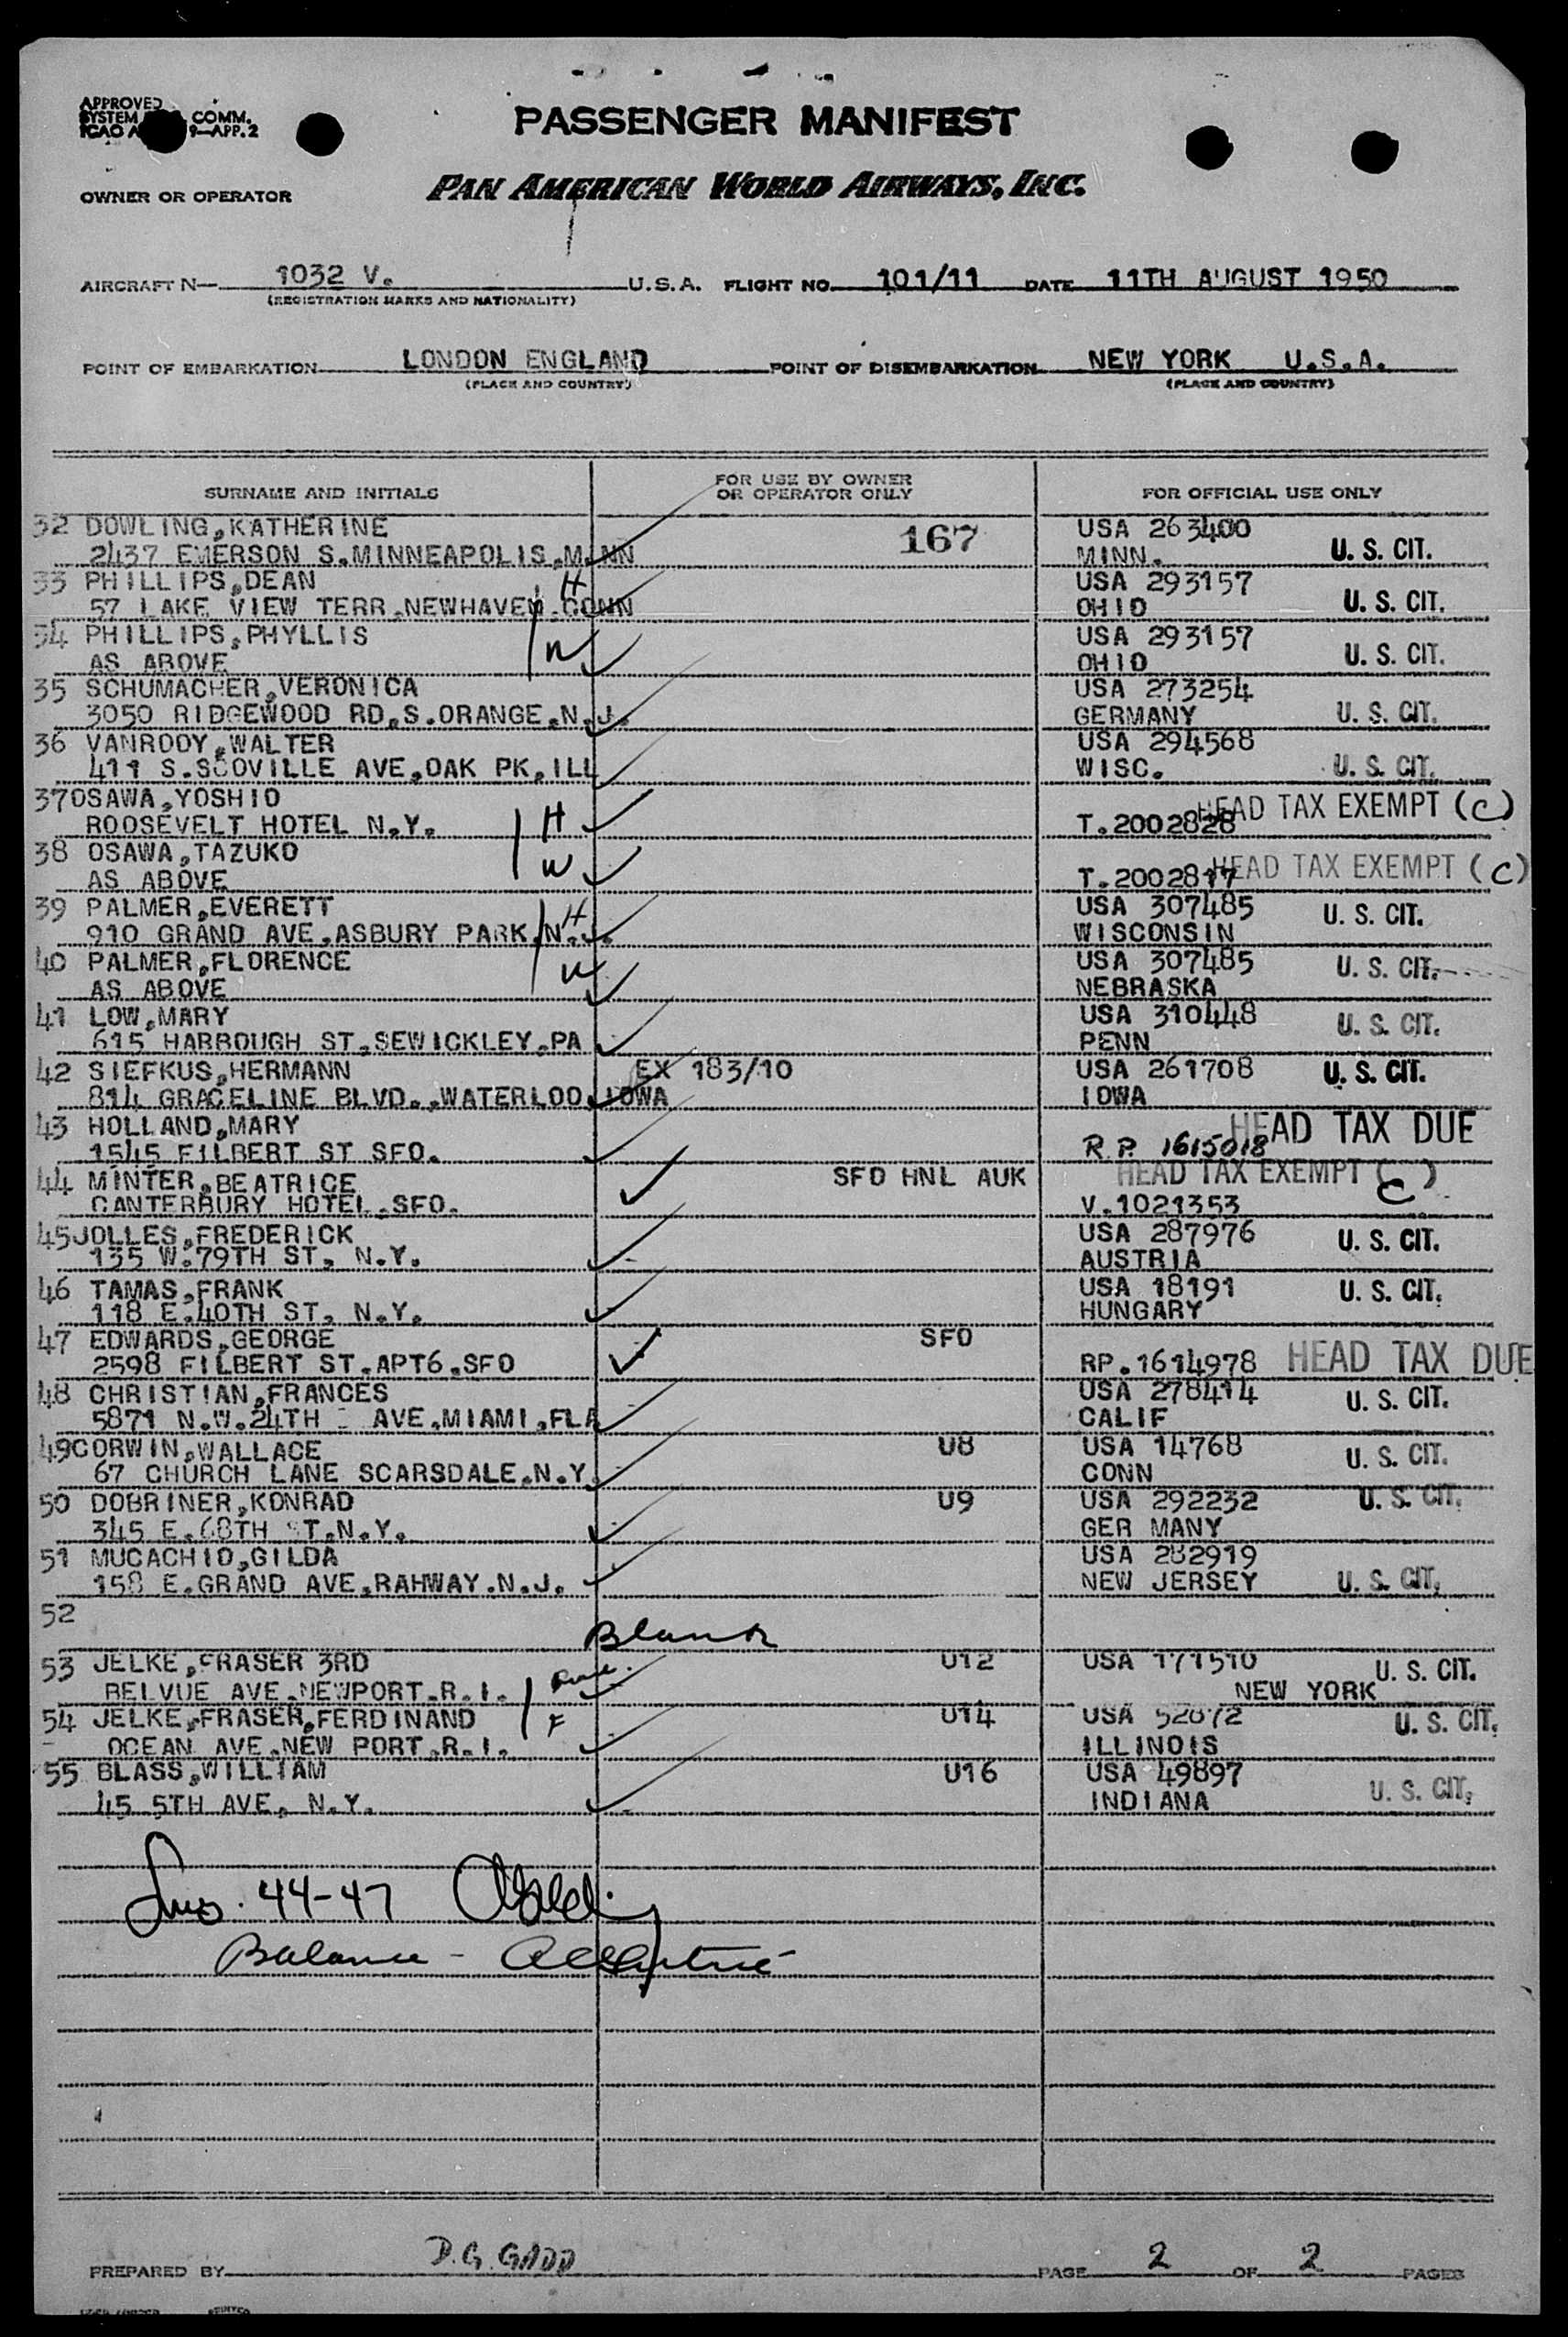 APPROVED
SYSTEM COMM.
ICAO A 9—APP.2
PASSENGER MANIFEST
OWNER OR OPERATOR
PAN AMERICAN WORLD AIRWAYS, INC.
AIRCRAFT N— 1032 V. U.S.A. FLIGHT NO. 101/11 DATE 11TH AUGUST 1950
(REGISTRATION MARKS AND NATIONALITY)
POINT OF EMBARKATION LONDON ENGLAND POINT OF DISEMBARKATION NEW YORK U.S.A.
(PLACE AND COUNTRY) (PLACE AND COUNTRY)
SURNAME AND INITIALS FOR USE BY OWNER OR OPERATOR ONLY FOR OFFICIAL USE ONLY
32 DOWLING,KATHERINE 167 USA 263400
2437 EMERSON S.MINNEAPOLIS.MINN MINN. U. S. CIT.
33 PHILLIPS,DEAN H USA 293157
57 LAKE VIEW TERR.NEWHAVEN.CONN OHIO U. S. CIT.
34 PHILLIPS,PHYLLIS W USA 293157
AS ABOVE OHIO U. S. CIT.
35 SCHUMACHER,VERONICA USA 273254
3050 RIDGEWOOD RD.S.ORANGE.N.J. GERMANY U. S. CIT.
36 VANROOY,WALTER USA 294568
411 S.SCOVILLE AVE,OAK PK,ILL WISC. U. S. CIT.
37OSAWA,YOSHIO HEAD TAX EXEMPT (C)
ROOSEVELT HOTEL N.Y. H T.2002828
38 OSAWA,TAZUKO W HEAD TAX EXEMPT (C)
AS ABOVE T.2002817
39 PALMER,EVERETT H USA 307485 U. S. CIT.
910 GRAND AVE.ASBURY PARK.N.J. WISCONSIN
40 PALMER,FLORENCE W USA 307485 U. S. CIT.
AS ABOVE NEBRASKA
41 LOW,MARY USA 310448 U. S. CIT.
615 HARBOUGH ST.SEWICKLEY.PA PENN
42 SIEFKUS,HERMANN EX 183/10 USA 261708 U. S. CIT.
814 GRACELINE BLVD.,WATERLOO.IOWA IOWA
43 HOLLAND,MARY HEAD TAX DUE
1545 FILBERT ST SFO. R.P. 1615018
44 MINTER,BEATRICE SFO HNL AUK HEAD TAX EXEMPT (C)
CANTERBURY HOTEL.SFO. V.1021353
45JOLLES,FREDERICK USA 287976 U. S. CIT.
135 W.79TH ST, N.Y. AUSTRIA
46 TAMAS,FRANK USA 18191 U. S. CIT.
118 E.40TH ST, N.Y. HUNGARY
47 EDWARDS,GEORGE SFO
2598 FILBERT ST.APT6.SFO RP.1614978 HEAD TAX DUE
48 CHRISTIAN,FRANCES USA 278414 U. S. CIT.
5871 N.W.24TH AVE.MIAMI,FLA CALIF
49CORWIN,WALLACE U8 USA 14768 U. S. CIT.
67 CHURCH LANE SCARSDALE.N.Y. CONN
50 DOBRINER,KONRAD U9 USA 292232 U. S. CIT.
345 E.68TH ST.N.Y. GER MANY
51 MUCACHIO,GILDA USA 282919
158 E.GRAND AVE.RAHWAY.N.J. NEW JERSEY U. S. CIT.
52
Blank
53 JELKE,FRASER 3RD U12 USA 171510 U. S. CIT.
BELVUE AVE.NEWPORT.R.I. NEW YORK
54 JELKE,FRASER,FERDINAND F U14 USA 52872 U. S. CIT.
OCEAN AVE.NEW PORT.R.I. ILLINOIS
55 BLASS,WILLIAM U16 USA 49897
45 5TH AVE, N.Y. INDIANA U. S. CIT.
44-47
Balance -
PREPARED BY D.G. GADD PAGE 2 OF 2 PAGES